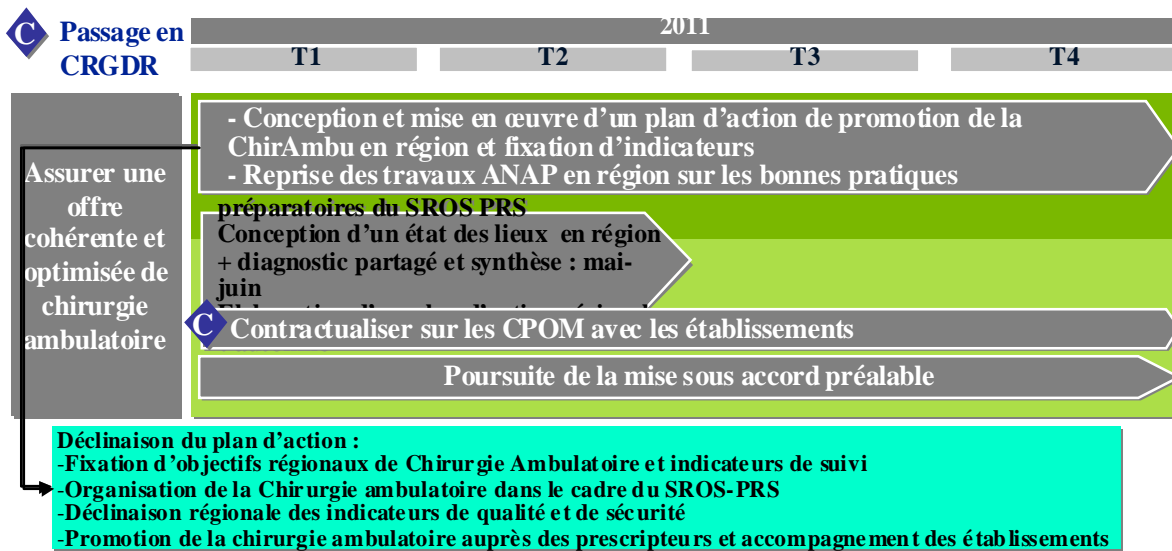 C
Passage en
CRGDR
2011
T1 T2 T3 T4
Assurer une
offre
cohérente et
optimisée de
chirurgie
ambulatoire
- Conception et mise en œuvre d’un plan d’action de promotion de la
ChirAmbu en région et fixation d’indicateurs
- Reprise des travaux ANAP en région sur les bonnes pratiques
préparatoires du SROS PRS
Conception d’un état des lieux en région
+ diagnostic partagé et synthèse : mai-
juin
C
Contractualiser sur les CPOM avec les établissements
Poursuite de la mise sous accord préalable
Déclinaison du plan d’action :
-Fixation d’objectifs régionaux de Chirurgie Ambulatoire et indicateurs de suivi
-Organisation de la Chirurgie ambulatoire dans le cadre du SROS-PRS
-Déclinaison régionale des indicateurs de qualité et de sécurité
-Promotion de la chirurgie ambulatoire auprès des prescripteurs et accompagnement des établissements